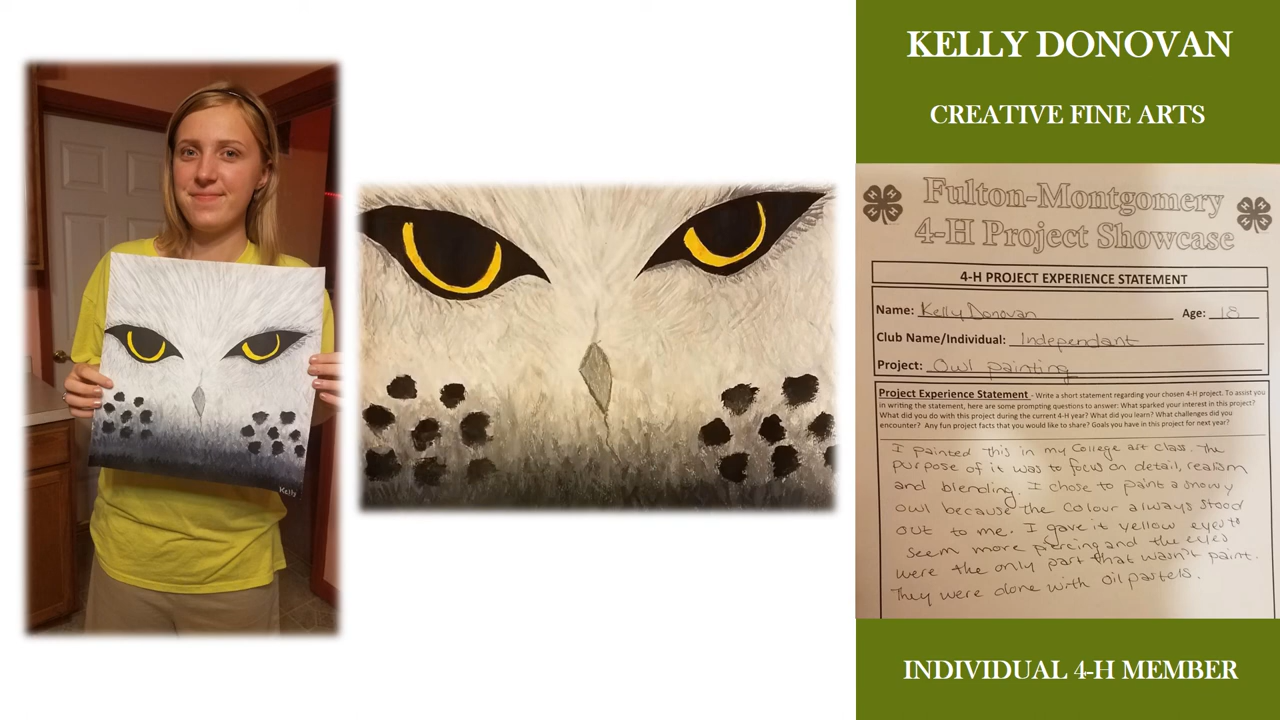 KELLY DONOVAN
CREATIVE FINE ARTS
Kelly
Fulton-Montgomery
4-H Project Showcase
H H H H
H H H H
4-H PROJECT EXPERIENCE STATEMENT
Name: Kelly Donovan Age: 18
Club Name/Individual: Independant
Project: Owl painting
Project Experience Statement - Write a short statement regarding your chosen 4-H project. To assist you
in writing the statement, here are some prompting questions to answer: What sparked your interest in this project?
What did you do with this project during the current 4-H year? What did you learn? What challenges did you
encounter? Any fun project facts that you would like to share? Goals you have in this project for next year?
I painted this in my College art class. The
purpose of it was to focus on detail, realism
and blending. I chose to paint a snowy
owl because the colour always stood
out to me. I gave it yellow eyes to
seem more piercing and the eyes
were the only part that wasn't paint.
They were done with oil pastels.
INDIVIDUAL 4-H MEMBER